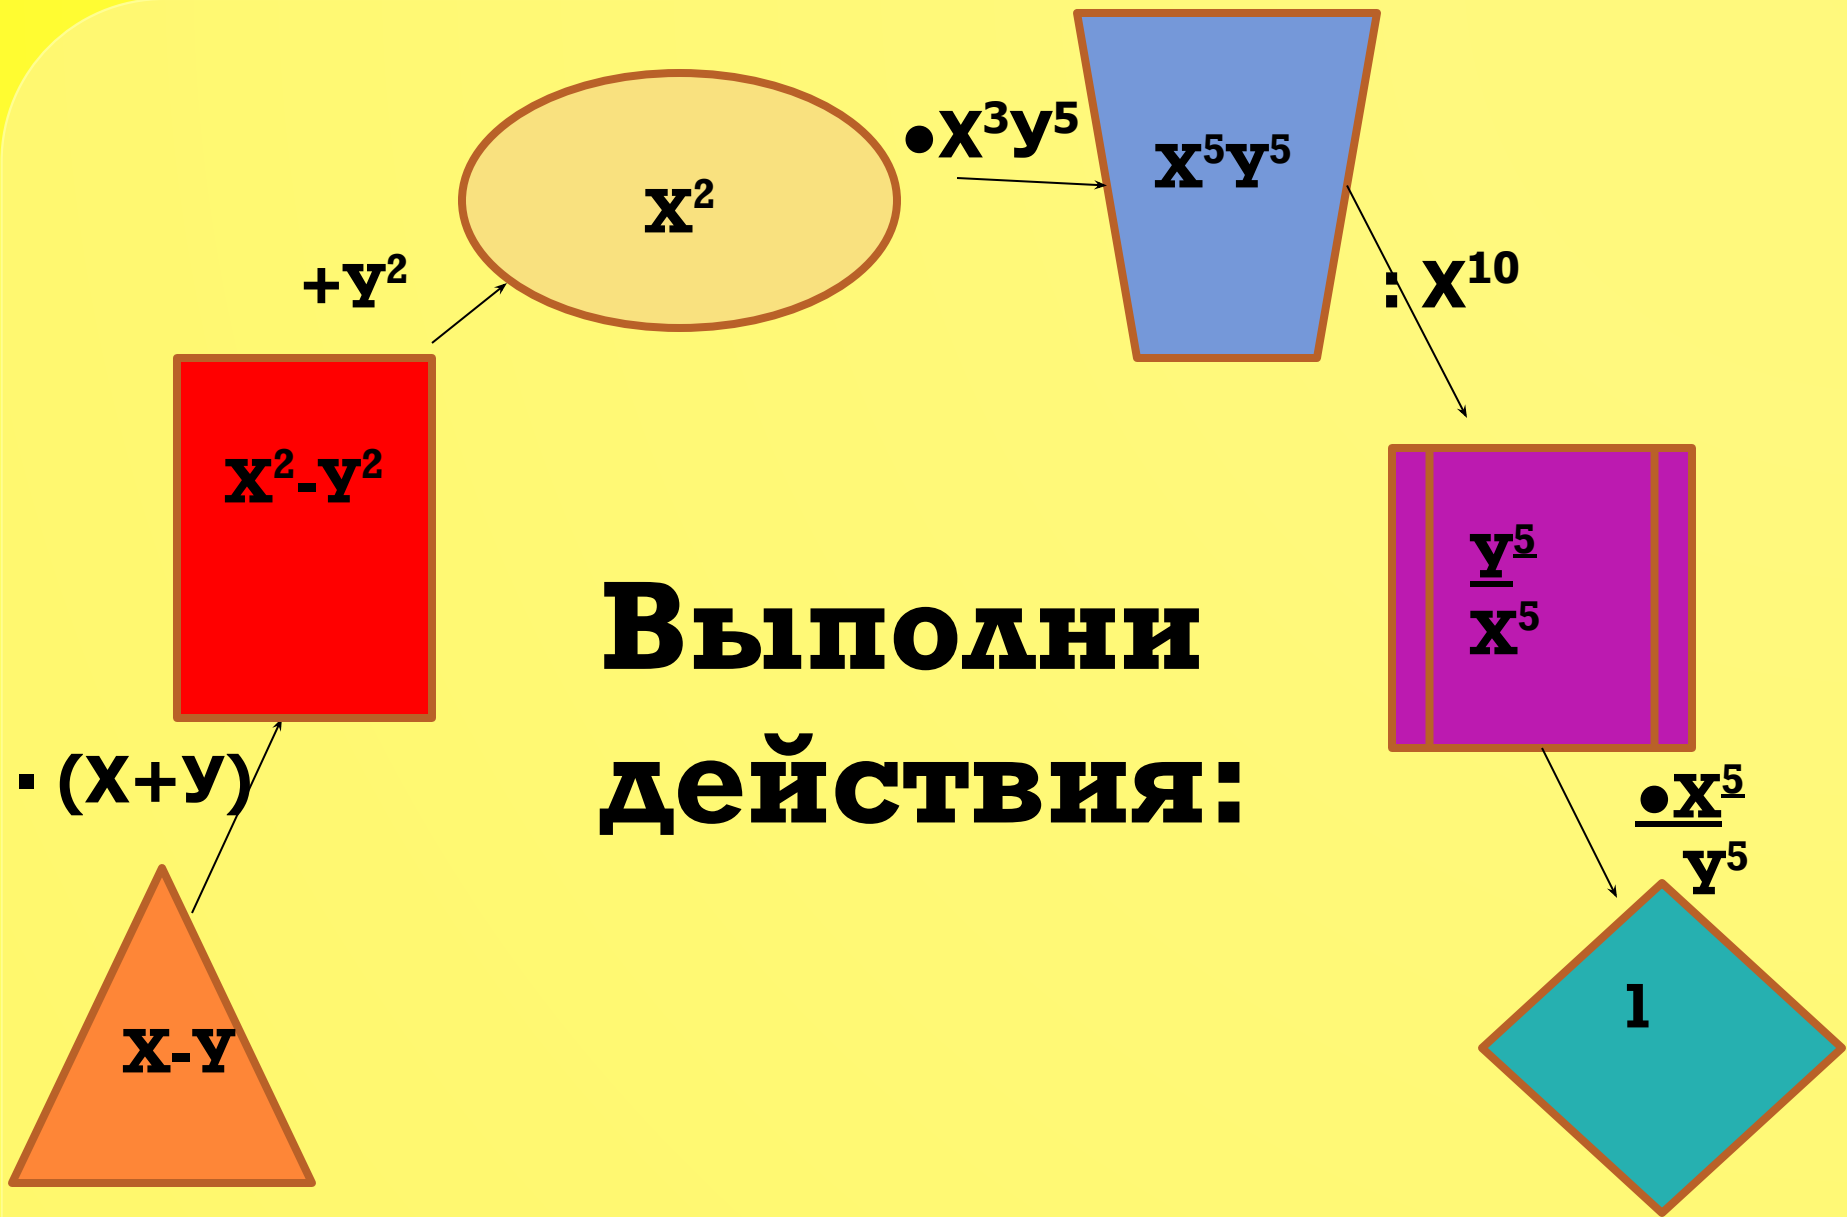 •Х³У⁵
Х⁵У⁵
Х²
+У²
: Х¹⁰
Х²-У²
У⁵
Х⁵
Выполни
действия:
· (Х+У)
•Х⁵
У⁵
Х-У
1